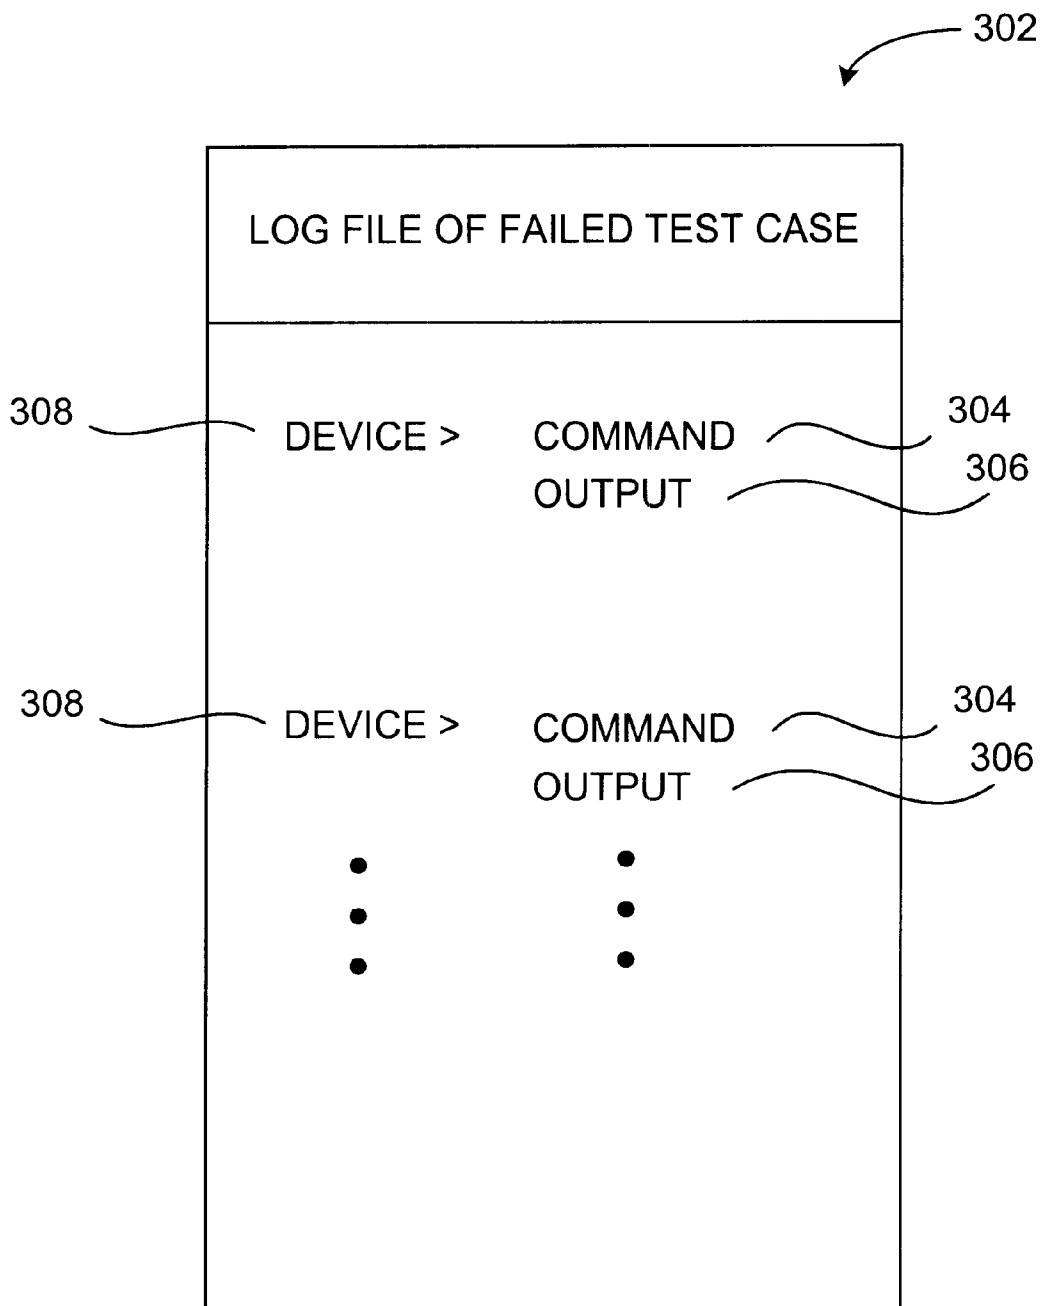 302
LOG FILE OF FAILED TEST CASE
308 DEVICE > COMMAND 304
OUTPUT 306
308 DEVICE > COMMAND 304
OUTPUT 306